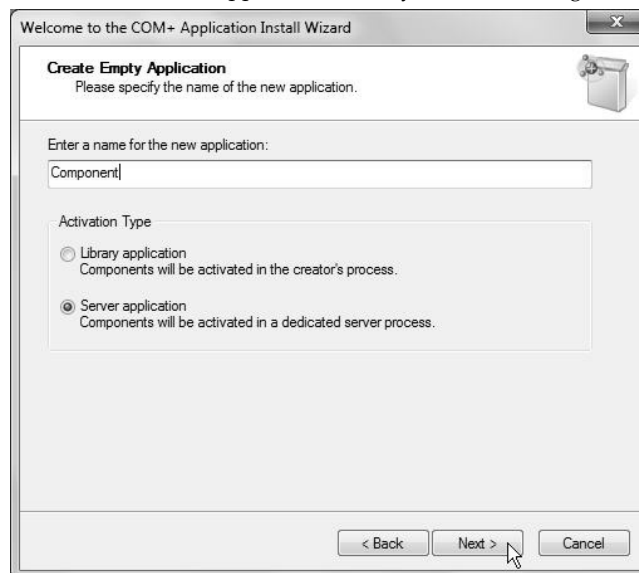 Welcome to the COM+ Application Install Wizard
Create Empty Application
Please specify the name of the new application.
Enter a name for the new application:
Component
Activation Type
Library application
Components will be activated in the creator's process.
Server application
Components will be activated in a dedicated server process.
< Back Next > Cancel